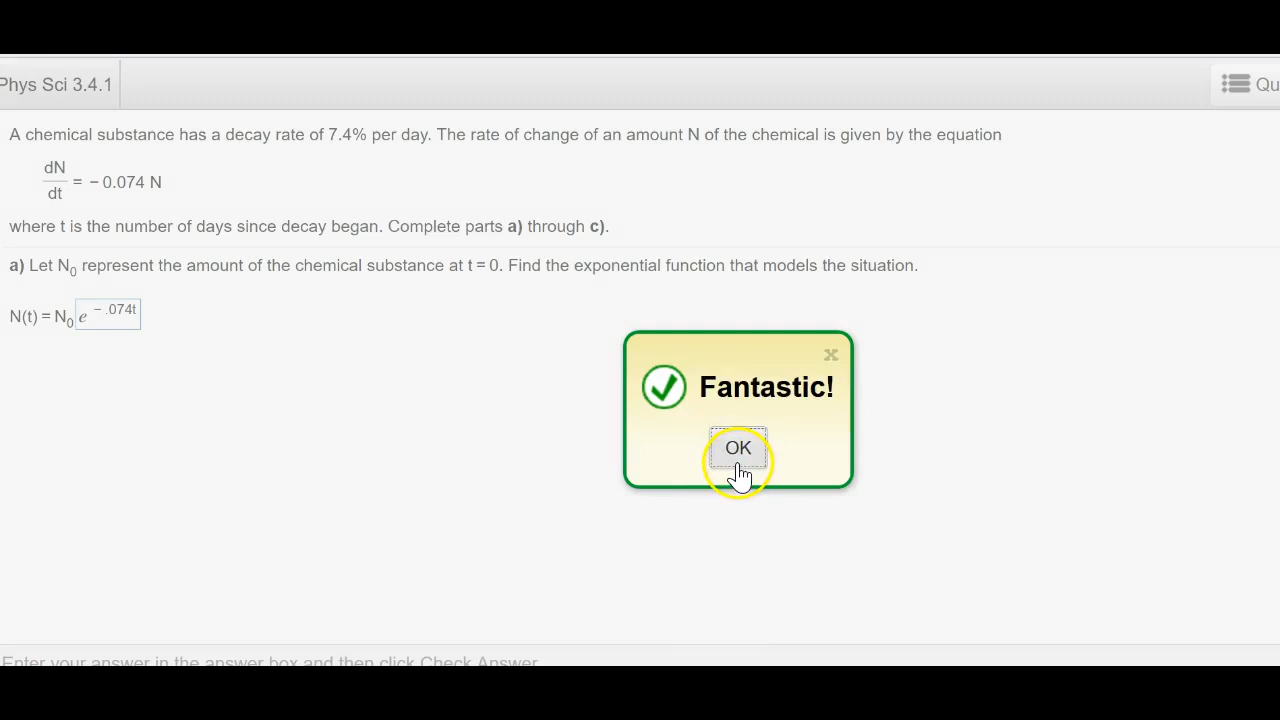 Phys Sci 3.4.1
Qu
A chemical substance has a decay rate of 7.4% per day. The rate of change of an amount N of the chemical is given by the equation
dN
dt
= − 0.074 N
where t is the number of days since decay began. Complete parts a) through c).
a) Let N0 represent the amount of the chemical substance at t = 0. Find the exponential function that models the situation.
N(t) = N0 e − .074t
x
Fantastic!
OK
Enter your answer in the answer box and then click Check Answer